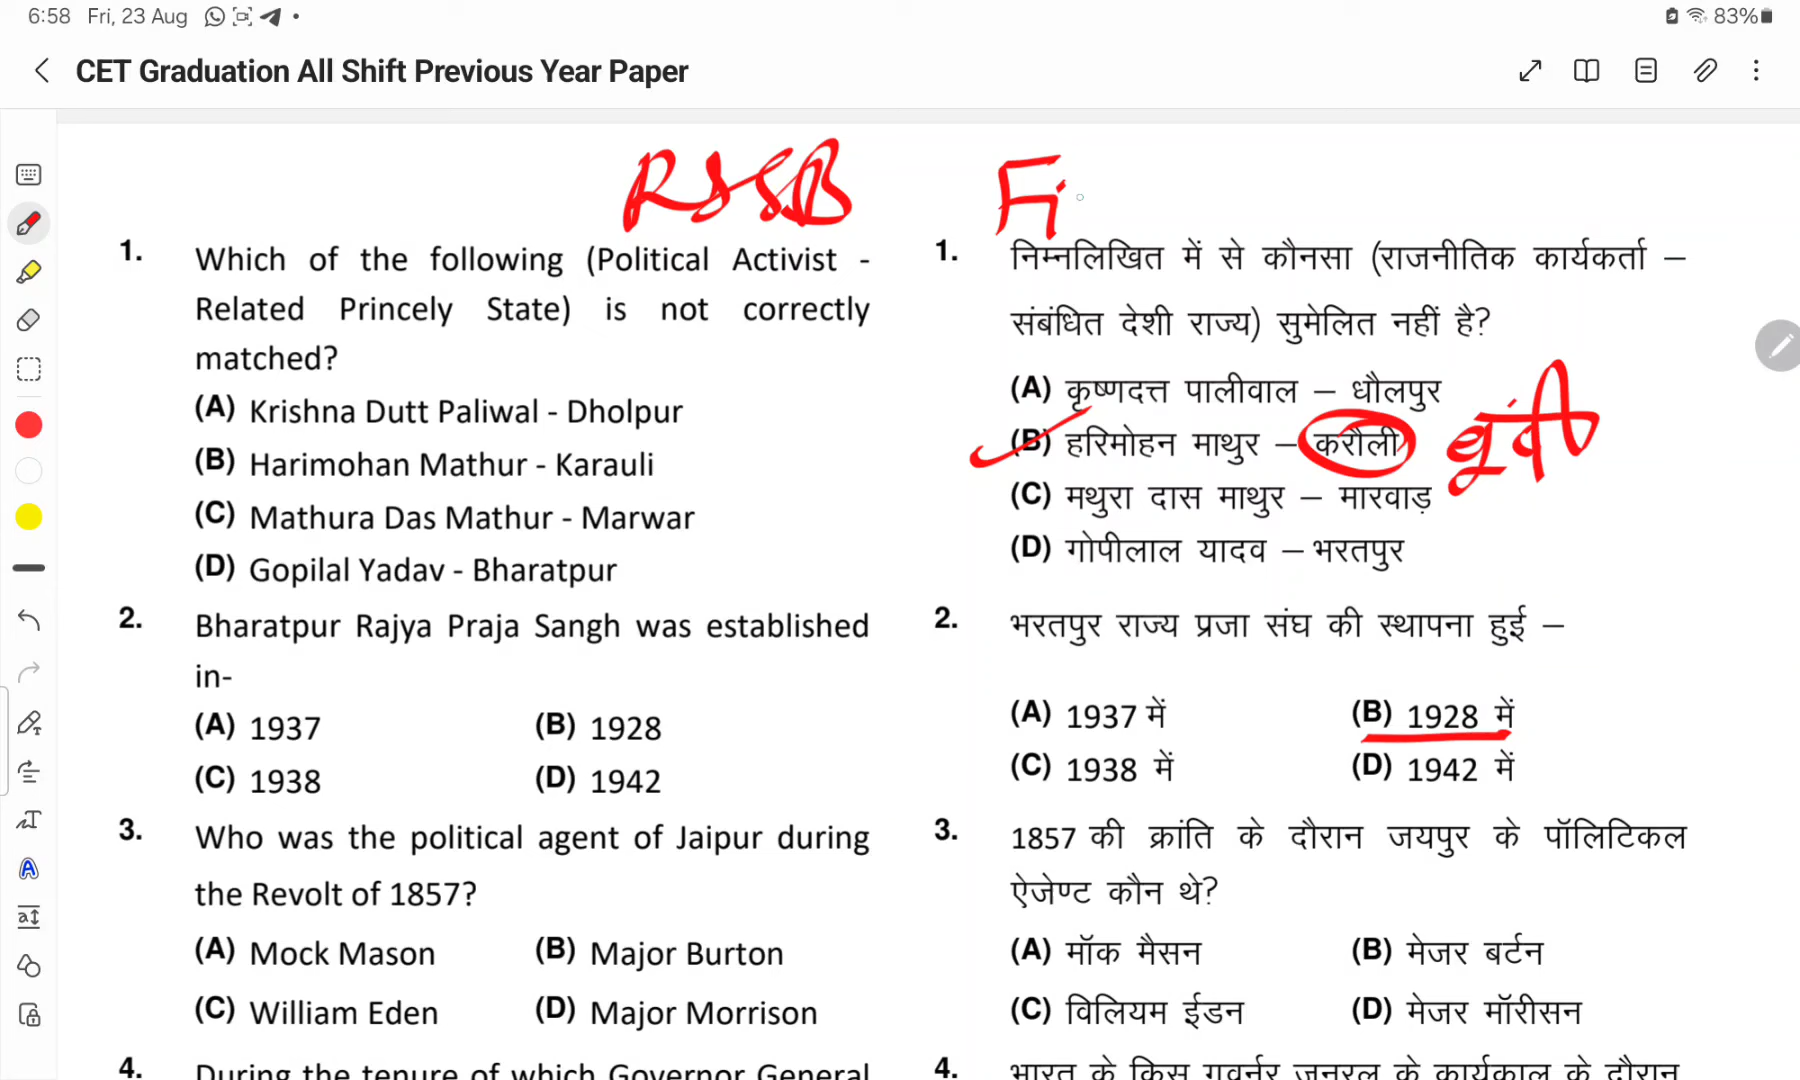 6:58 Fri, 23 Aug
83%
CET Graduation All Shift Previous Year Paper
RSSB
1. Which of the following (Political Activist -
Related Princely State) is not correctly
matched?
(A) Krishna Dutt Paliwal - Dholpur
(B) Harimohan Mathur - Karauli
(C) Mathura Das Mathur - Marwar
(D) Gopilal Yadav - Bharatpur
2. Bharatpur Rajya Praja Sangh was established
in-
(A) 1937 (B) 1928
(C) 1938 (D) 1942
3. Who was the political agent of Jaipur during
the Revolt of 1857?
(A) Mock Mason (B) Major Burton
(C) William Eden (D) Major Morrison
4. During the tenure of which Governor General
1. निम्नलिखित में से कौनसा (राजनीतिक कार्यकर्ता –
संबंधित देशी राज्य) सुमेलित नहीं है?
(A) कृष्णदत्त पालीवाल – धौलपुर
(B) हरिमोहन माथुर – करौली बूंदी
(C) मथुरा दास माथुर – मारवाड़
(D) गोपीलाल यादव – भरतपुर
2. भरतपुर राज्य प्रजा संघ की स्थापना हुई –
(A) 1937 में (B) 1928 में
(C) 1938 में (D) 1942 में
3. 1857 की क्रांति के दौरान जयपुर के पॉलिटिकल
ऐजेण्ट कौन थे?
(A) मॉक मैसन (B) मेजर बर्टन
(C) विलियम ईडन (D) मेजर मॉरीसन
4. भारत के किस गवर्नर जनरल के कार्यकाल के दौरान